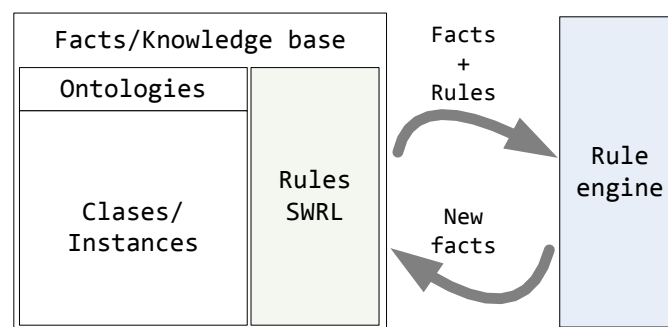 Facts/Knowledge base
Ontologies
Clases/
Instances
Rules
SWRL
Facts
+
Rules
New
facts
Rule
engine